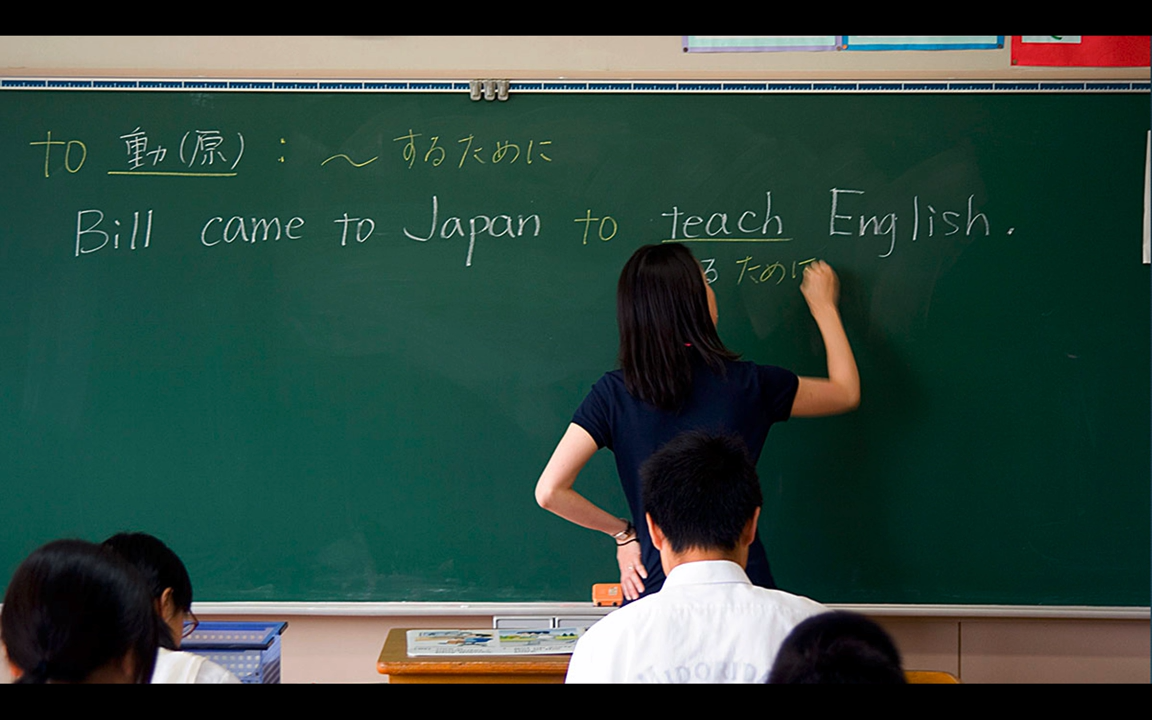 to 動(原) : ～するために
Bill came to Japan to teach English.
る ために